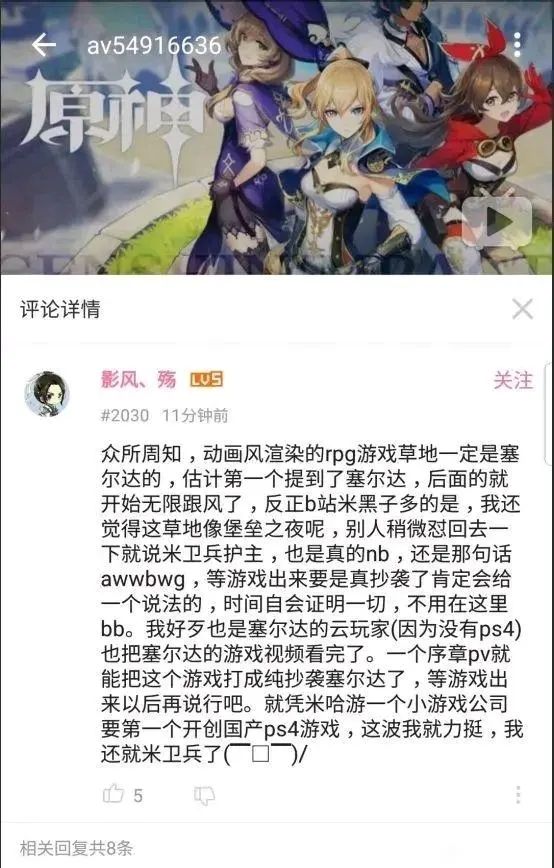 av54916636
原神
GENSHIN IMPACT
评论详情
影风、殇 LV5
关注
#2030 11分钟前
众所周知，动画风渲染的rpg游戏草地一定是塞
尔达的，估计第一个提到了塞尔达，后面的就
开始无限跟风了，反正b站米黑子多的是，我还
觉得这草地像堡垒之夜呢，别人稍微怼回去一
下就说米卫兵护主，也是真的nb，还是那句话
awwbwg，等游戏出来要是真抄袭了肯定会给
一个说法的，时间自会证明一切，不用在这里
bb。我好歹也是塞尔达的云玩家(因为没有ps4)
也把塞尔达的游戏视频看完了。一个序章pv就
能把这个游戏打成纯抄袭塞尔达了，等游戏出
来以后再说行吧。就凭米哈游一个小游戏公司
要第一个开创国产ps4游戏，这波我就力挺，我
还就米卫兵了(▔□▔)/
5
相关回复共8条